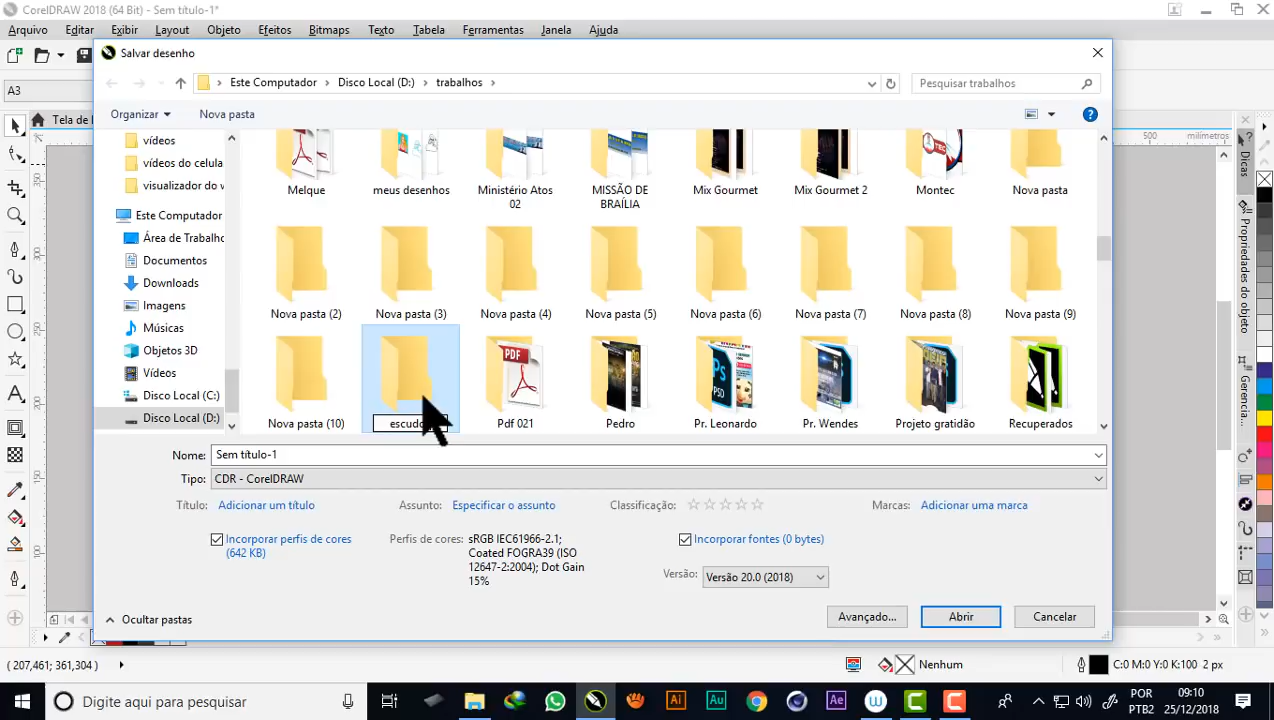 CorelDRAW 2018 (64 Bit) - Sem título-1*
Arquivo Editar Exibir Layout Objeto Efeitos Bitmaps Texto Tabela Ferramentas Janela Ajuda
Salvar desenho
Este Computador > Disco Local (D:) > trabalhos >
Pesquisar trabalhos
A3
Organizar Nova pasta
Tela de
vídeos
vídeos do celula
visualizador do w
Este Computador
Área de Trabalho
Documentos
Downloads
Imagens
Músicas
Objetos 3D
Vídeos
Disco Local (C:)
Disco Local (D:)
Melque meus desenhos Ministério Atos 02 MISSÃO DE BRAÍLIA Mix Gourmet Mix Gourmet 2 Montec Nova pasta
Nova pasta (2) Nova pasta (3) Nova pasta (4) Nova pasta (5) Nova pasta (6) Nova pasta (7) Nova pasta (8) Nova pasta (9)
Nova pasta (10) escudo Pdf 021 Pedro Pr. Leonardo Pr. Wendes Projeto gratidão Recuperados
500 milímetros
Dicas
Propriedades do objeto
Gerencia...
Nome: Sem título-1
Tipo: CDR - CorelDRAW
Título: Adicionar um título Assunto: Especificar o assunto Classificação: Marcas: Adicionar uma marca
Incorporar perfis de cores
(642 KB)
Perfis de cores: sRGB IEC61966-2.1;
Coated FOGRA39 (ISO
12647-2:2004); Dot Gain
15%
Incorporar fontes (0 bytes)
Versão: Versão 20.0 (2018)
Ocultar pastas
Avançado... Abrir Cancelar
(207,461; 361,304)
Nenhum
C:0 M:0 Y:0 K:100 2 px
Digite aqui para pesquisar
POR
PTB2
09:10
25/12/2018